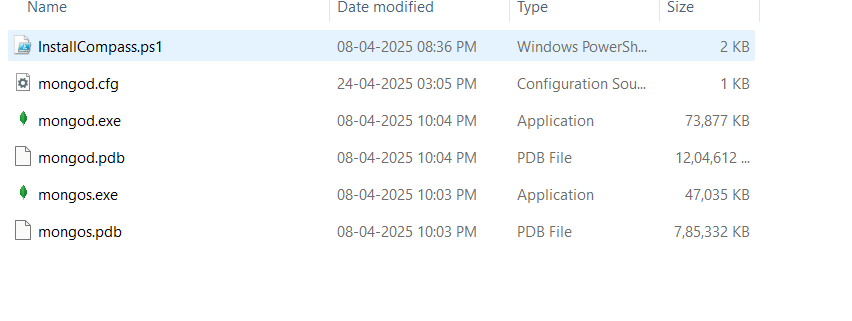 Name Date modified Type Size
InstallCompass.ps1 08-04-2025 08:36 PM Windows PowerSh... 2 KB
mongod.cfg 24-04-2025 03:05 PM Configuration Sou... 1 KB
mongod.exe 08-04-2025 10:04 PM Application 73,877 KB
mongod.pdb 08-04-2025 10:04 PM PDB File 12,04,612 ...
mongos.exe 08-04-2025 10:03 PM Application 47,035 KB
mongos.pdb 08-04-2025 10:03 PM PDB File 7,85,332 KB